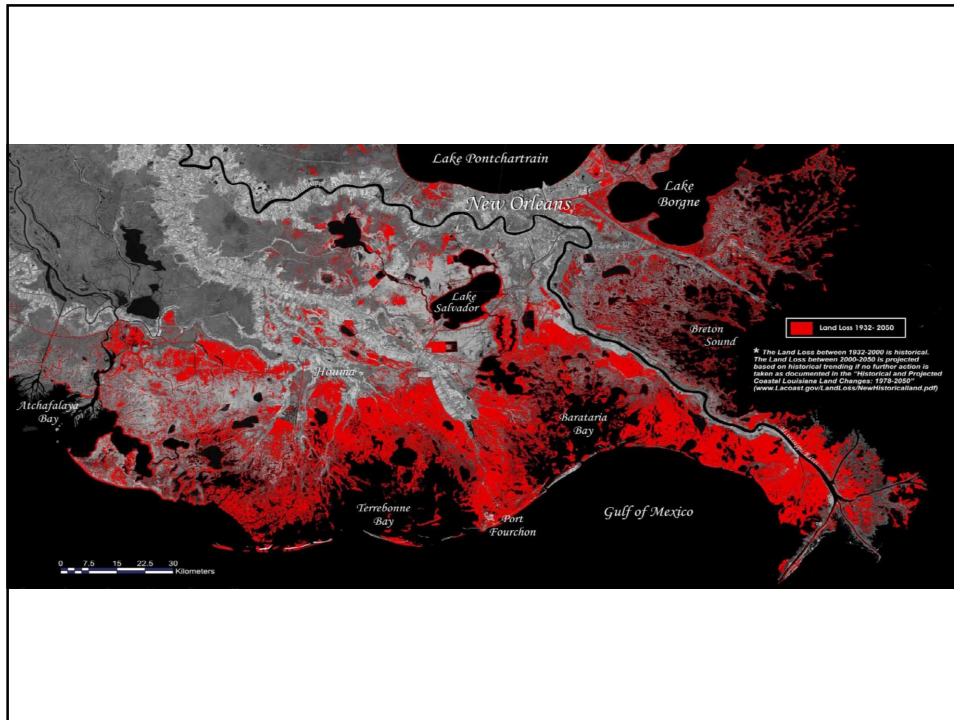 Lake Pontchartrain
New Orleans
Lake
Borgne
Lake
Salvador
Breton
Sound
Land Loss 1932- 2050
* The Land Loss between 1932-2000 is historical.
The Land Loss between 2000-2050 is projected
based on historical trending if no further action is
taken as documented in the "Historical and Projected
Coastal Louisiana Land Changes: 1978-2050"
(www.Lacoast.gov/LandLoss/NewHistoricalland.pdf)
Houma
Atchafalaya
Bay
Barataria
Bay
Terrebonne
Bay
Port
Fourchon
Gulf of Mexico
0 7.5 15 22.5 30
Kilometers